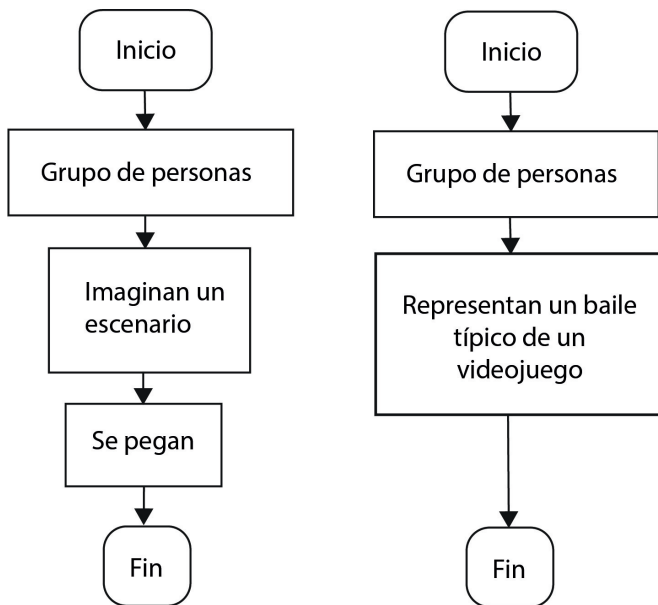 Inicio
Grupo de personas
Imaginan un
escenario
Se pegan
Fin
Inicio
Grupo de personas
Representan un baile
típico de un
videojuego
Fin